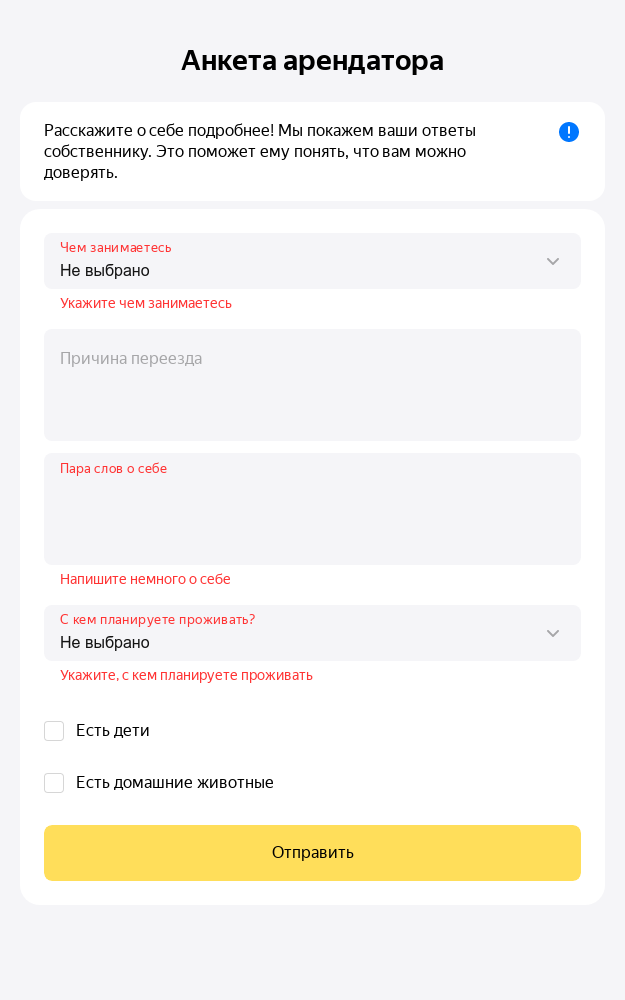 Анкета арендатора
Расскажите о себе подробнее! Мы покажем ваши ответы
собственнику. Это поможет ему понять, что вам можно
доверять.
Чем занимаетесь
Не выбрано
Укажите чем занимаетесь
Причина переезда
Пара слов о себе
Напишите немного о себе
С кем планируете проживать?
Не выбрано
Укажите, с кем планируете проживать
Есть дети
Есть домашние животные
Отправить